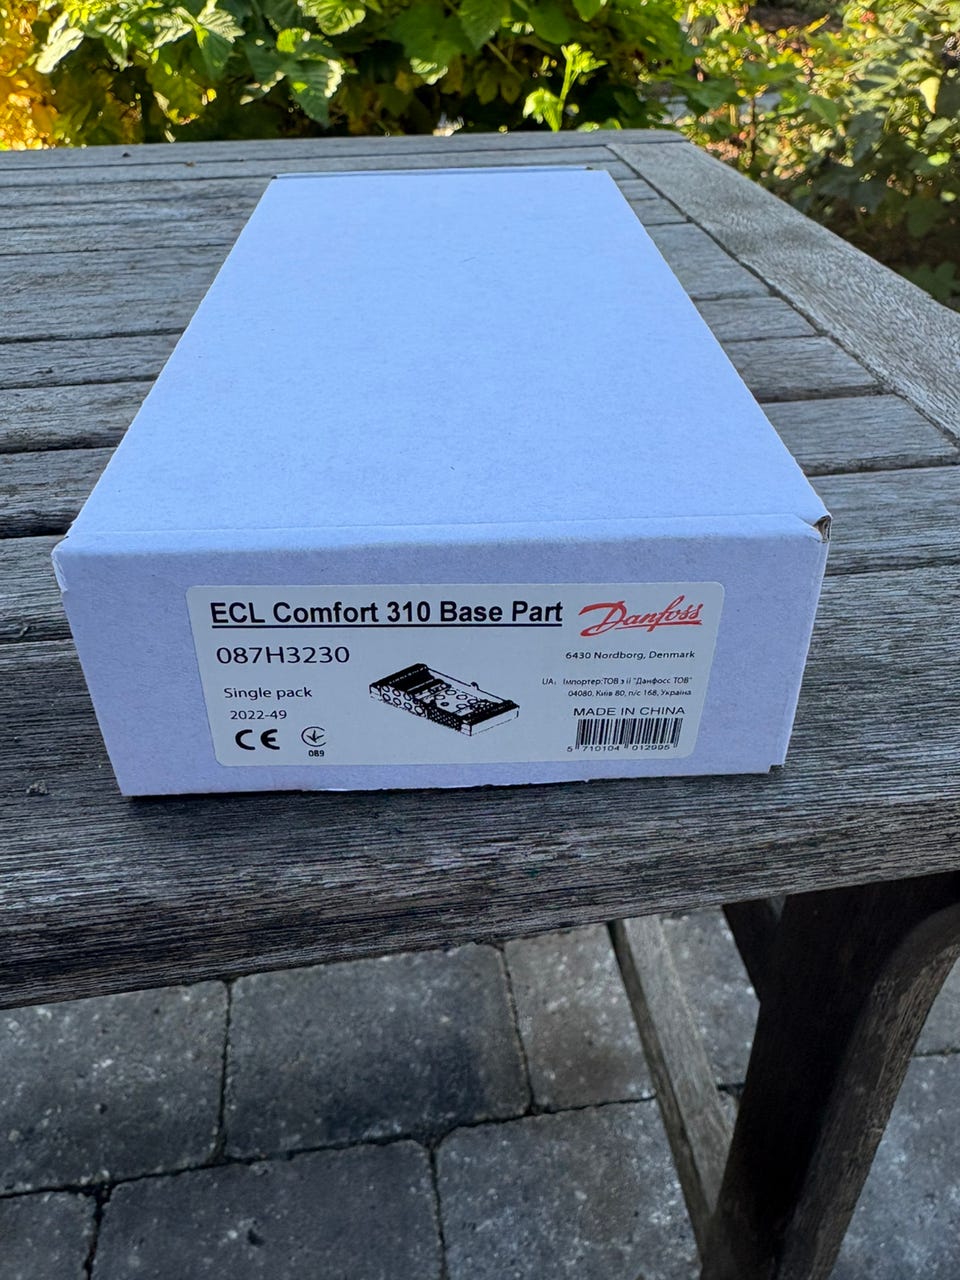 ECL Comfort 310 Base Part
Danfoss
087H3230
6430 Nordborg, Denmark
UA: Імпортер:ТОВ з іі "Данфосс ТОВ"
04080, Київ 80, п/с 168, Україна
Single pack
2022-49
MADE IN CHINA
CE
089
5 710104 012995